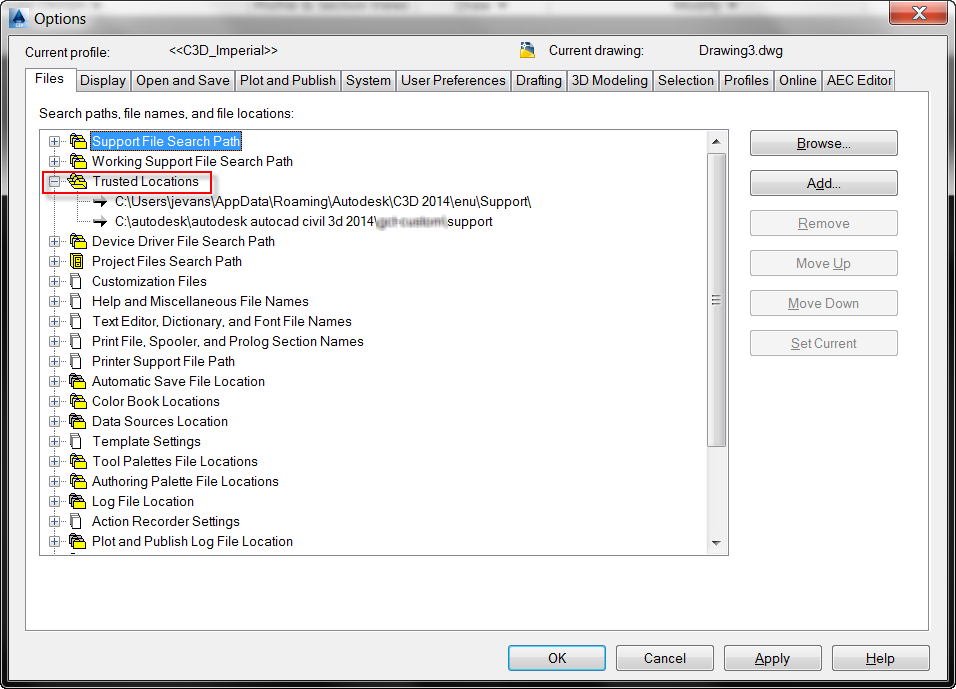 Options
Current profile: <<C3D_Imperial>> Current drawing: Drawing3.dwg
Files Display Open and Save Plot and Publish System User Preferences Drafting 3D Modeling Selection Profiles Online AEC Editor
Search paths, file names, and file locations:
Support File Search Path
Working Support File Search Path
Trusted Locations
C:\Users\jevans\AppData\Roaming\Autodesk\C3D 2014\enu\Support\
C:\autodesk\autodesk autocad civil 3d 2014\ \support
Device Driver File Search Path
Project Files Search Path
Customization Files
Help and Miscellaneous File Names
Text Editor, Dictionary, and Font File Names
Print File, Spooler, and Prolog Section Names
Printer Support File Path
Automatic Save File Location
Color Book Locations
Data Sources Location
Template Settings
Tool Palettes File Locations
Authoring Palette File Locations
Log File Location
Action Recorder Settings
Plot and Publish Log File Location
Browse...
Add...
Remove
Move Up
Move Down
Set Current
OK Cancel Apply Help